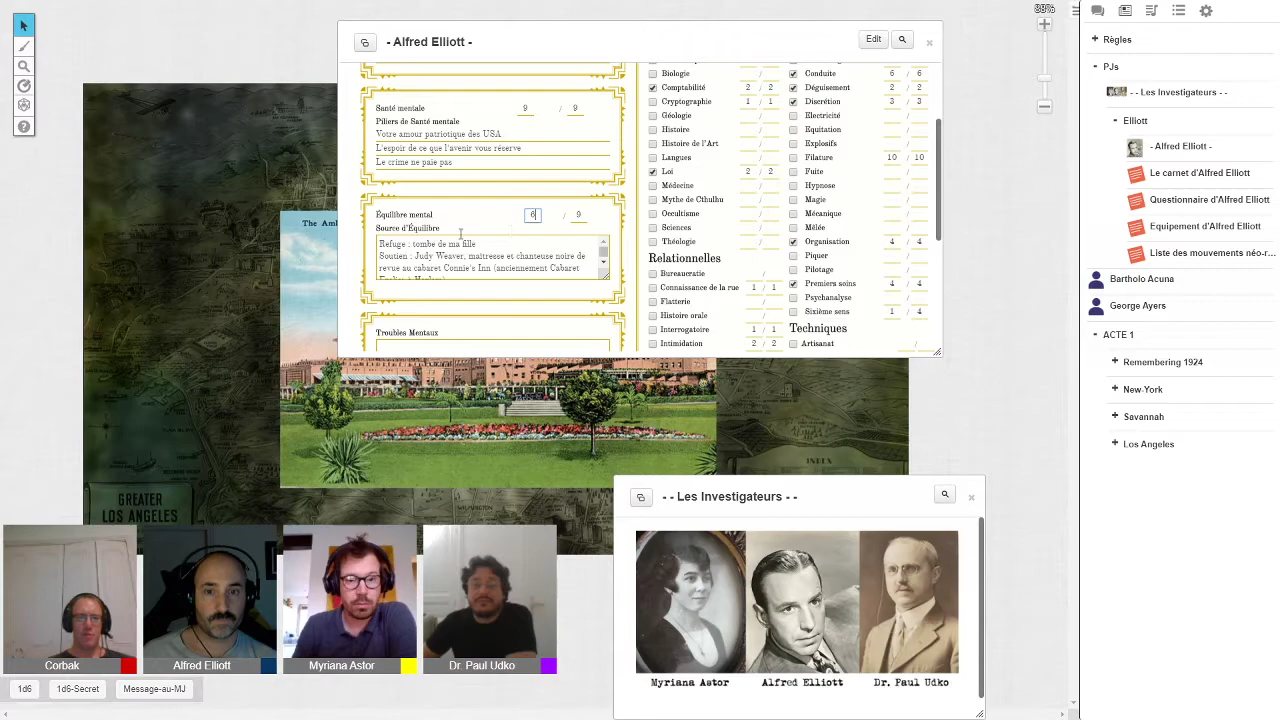 88%
The Amb
GREATER
LOS ANGELES
INDEX
- Alfred Elliott -
Edit
Santé mentale 9 / 9
Piliers de Santé mentale
Votre amour patriotique des USA
L'espoir de ce que l'avenir vous réserve
Le crime ne paie pas
Équilibre mental 6 / 9
Source d'Équilibre
Refuge : tombe de ma fille
Soutien : Judy Weaver, maîtresse et chanteuse noire de
revue au cabaret Connie's Inn (anciennement Cabaret
Troubles Mentaux
Biologie /
Comptabilité 2 / 2
Cryptographie 1 / 1
Géologie /
Histoire /
Histoire de l'Art /
Langues /
Loi 2 / 2
Médecine /
Mythe de Cthulhu /
Occultisme /
Sciences /
Théologie /
Relationnelles
Bureaucratie /
Connaissance de la rue 1 / 1
Flatterie /
Histoire orale /
Interrogatoire 1 / 1
Intimidation 2 / 2
Conduite 6 / 6
Déguisement 2 / 2
Discrétion 3 / 3
Electricité /
Equitation /
Explosifs /
Filature 10 / 10
Fuite /
Hypnose /
Magie /
Mécanique /
Mêlée /
Organisation 4 / 4
Piquer /
Pilotage /
Premiers soins 4 / 4
Psychanalyse /
Sixième sens 1 / 4
Techniques
Artisanat /
- - Les Investigateurs - -
Myriana Astor
Alfred Elliott
Dr. Paul Udko
Corbak
Alfred Elliott
Myriana Astor
Dr. Paul Udko
1d6
1d6-Secret
Message-au-MJ
Règles
PJs
- - Les Investigateurs - -
Elliott
- Alfred Elliott -
Le carnet d'Alfred Elliott
Questionnaire d'Alfred Elliott
Equipement d'Alfred Elliott
Liste des mouvements néo-r...
Bartholo Acuna
George Ayers
ACTE 1
Remembering 1924
New-York
Savannah
Los Angeles